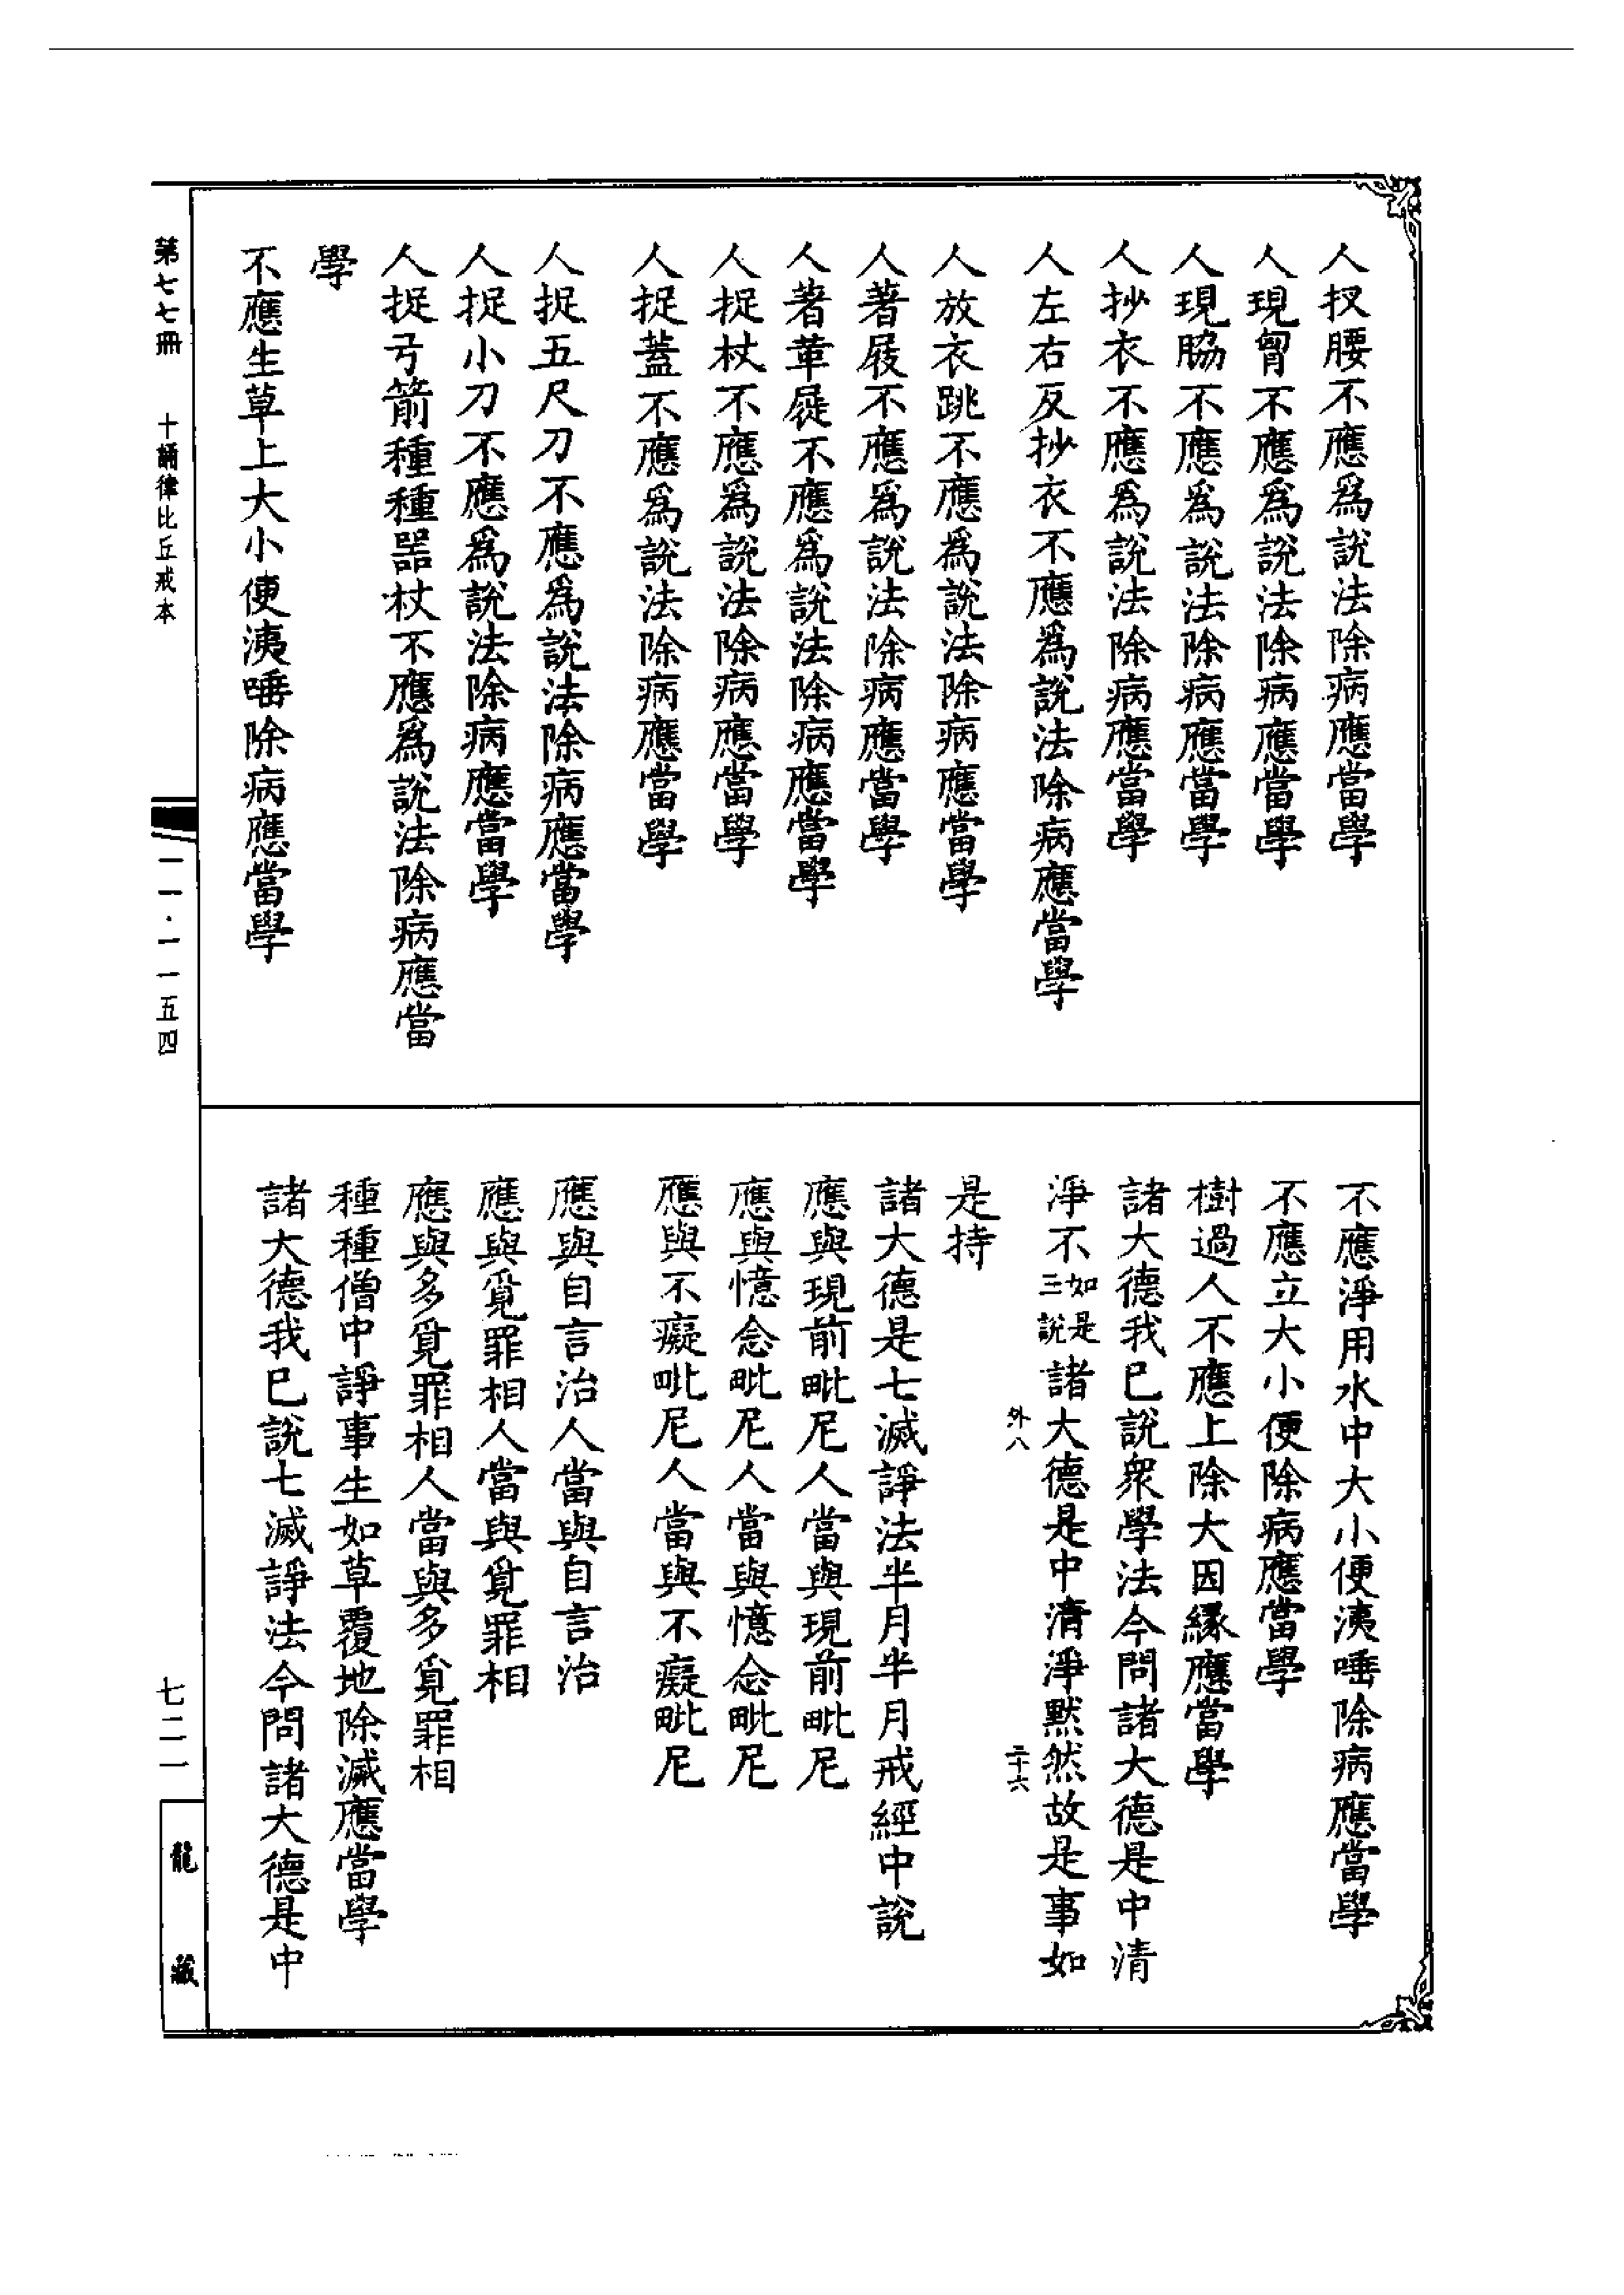 人扠腰不應爲說法除病應當學
人現胷不應爲說法除病應當學
人現脇不應爲說法除病應當學
人抄衣不應爲說法除病應當學
人左右反抄衣不應爲說法除病應當學
人放衣跳不應爲說法除病應當學
人著屐不應爲說法除病應當學
人著革屣不應爲說法除病應當學
人捉杖不應爲說法除病應當學
人捉蓋不應爲說法除病應當學
人捉五尺刀不應爲說法除病應當學
人捉小刀不應爲說法除病應當學
人捉弓箭種種器杖不應爲說法除病應當
學
不應生草上大小便洟唾除病應當學
不應淨用水中大小便洟唾除病應當學
不應立大小便除病應當學
樹過人不應上除大因緣應當學
諸大德我已說衆學法今問諸大德是中清
淨不如是三說諸大德是中清淨默然故是事如
外八 二十六
是持
諸大德是七滅諍法半月半月戒經中說
應與現前毗尼人當與現前毗尼
應與憶念毗尼人當與憶念毗尼
應與不癡毗尼人當與不癡毗尼
應與自言治人當與自言治
應與覓罪相人當與覓罪相
應與多覓罪相人當與多覓罪相
種種僧中諍事生如草覆地除滅應當學
諸大德我已說七滅諍法今問諸大德是中
第七七冊 十誦律比丘戒本 一一·一一五四
七二一
龍藏